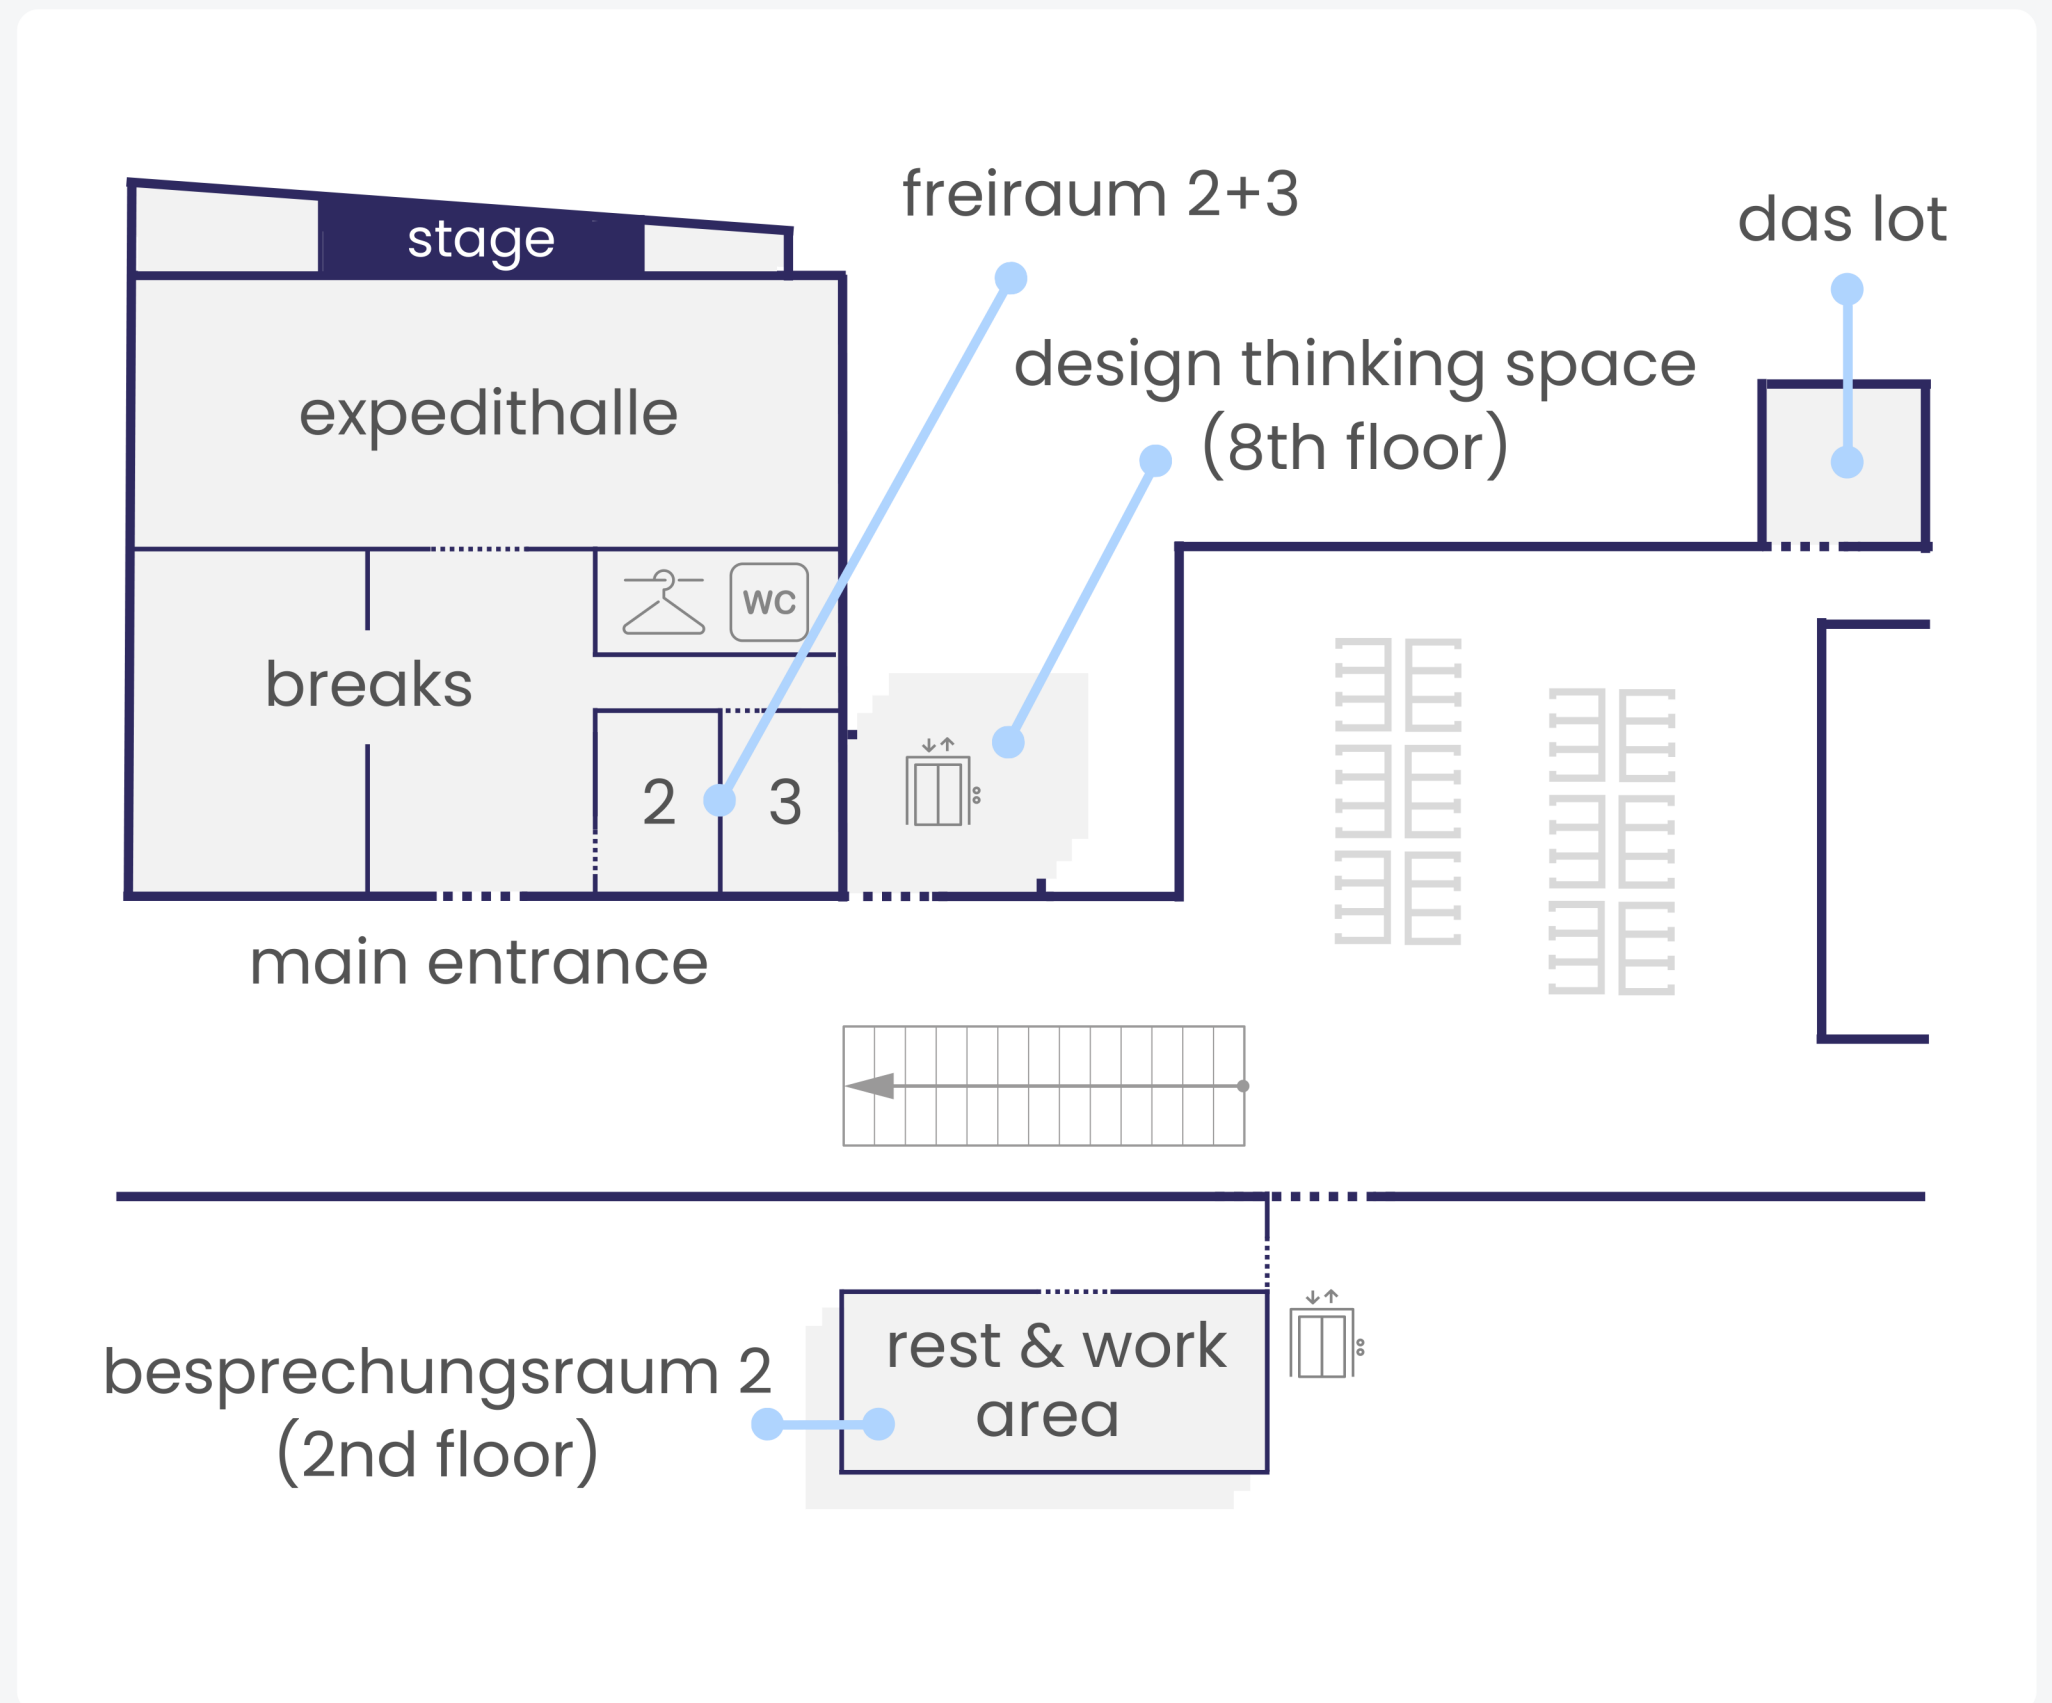 freiraum 2+3
das lot
stage
design thinking space
(8th floor)
expedithalle
WC
breaks
2
3
main entrance
rest & work
area
besprechungsraum 2
(2nd floor)